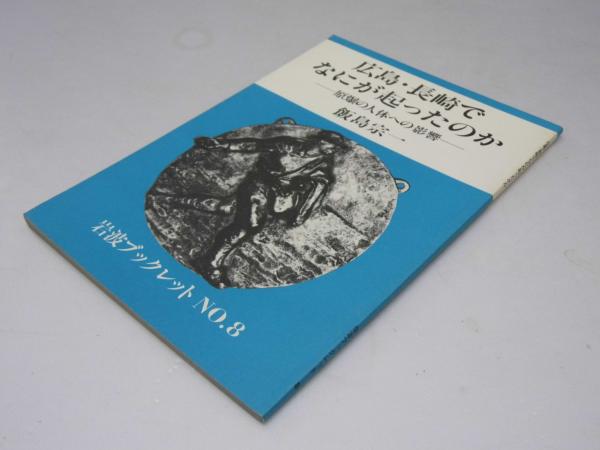 広島・長崎で
なにが起ったのか
―原爆の人体への影響―
飯島宗一
岩波ブックレット NO.8